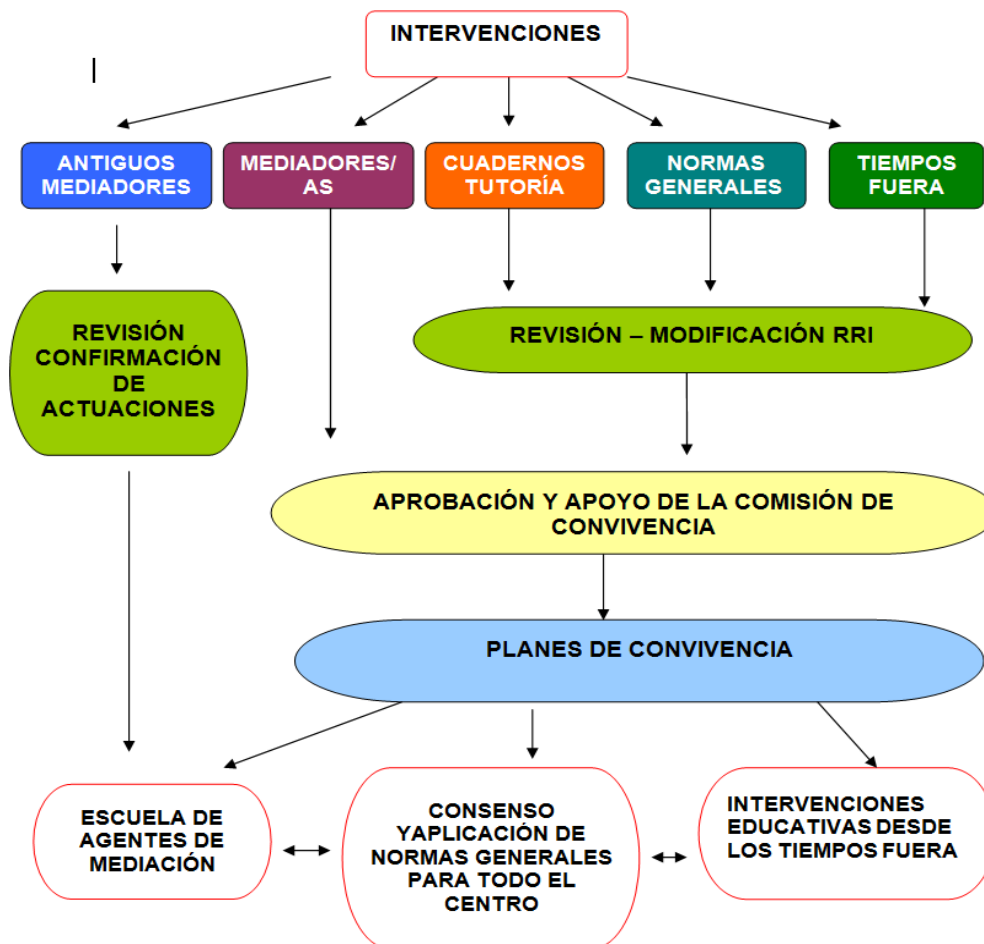 INTERVENCIONES
ANTIGUOS
MEDIADORES
MEDIADORES/
AS
CUADERNOS
TUTORÍA
NORMAS
GENERALES
TIEMPOS
FUERA
REVISIÓN
CONFIRMACIÓN
DE
ACTUACIONES
REVISIÓN – MODIFICACIÓN RRI
APROBACIÓN Y APOYO DE LA COMISIÓN DE
CONVIVENCIA
PLANES DE CONVIVENCIA
ESCUELA DE
AGENTES DE
MEDIACIÓN
CONSENSO
YAPLICACIÓN DE
NORMAS GENERALES
PARA TODO EL
CENTRO
INTERVENCIONES
EDUCATIVAS DESDE
LOS TIEMPOS FUERA